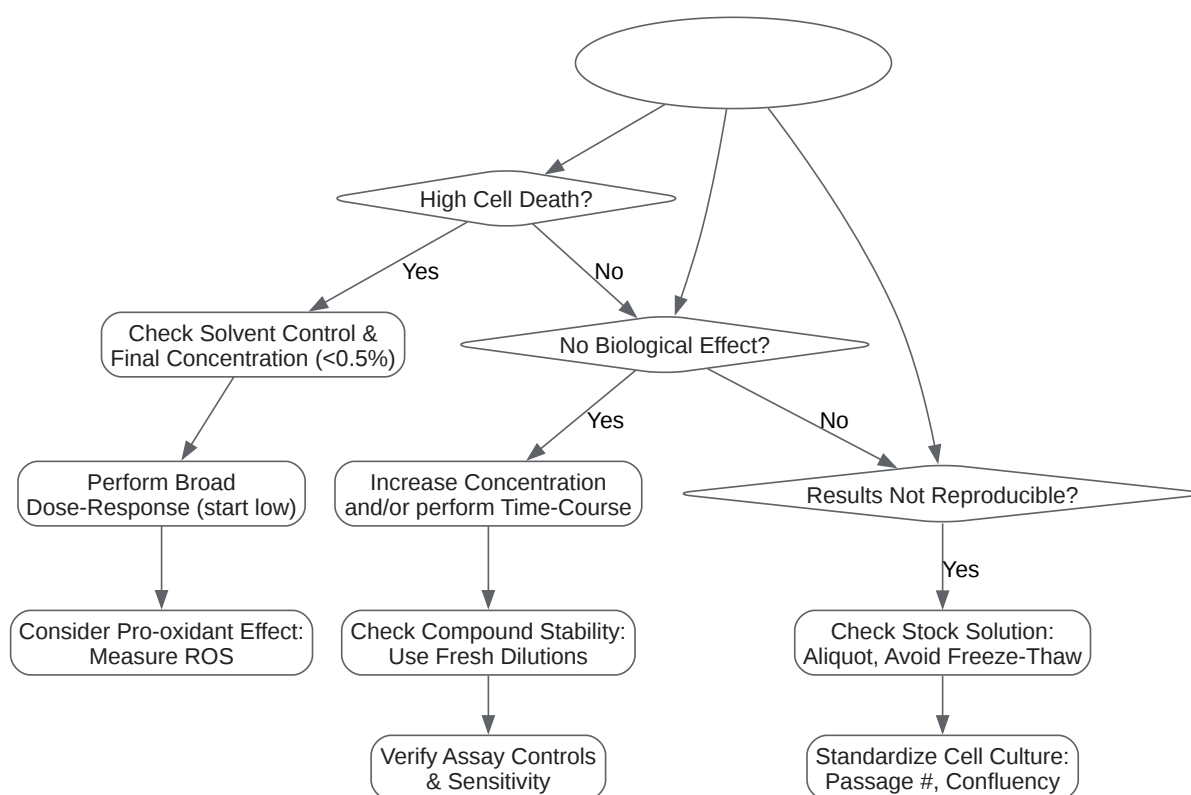 High Cell Death?
Yes
No
Check Solvent Control &
Final Concentration (<0.5%)
No Biological Effect?
Yes
No
Perform Broad
Dose-Response (start low)
Increase Concentration
and/or perform Time-Course
Results Not Reproducible?
Yes
Consider Pro-oxidant Effect:
Measure ROS
Check Compound Stability:
Use Fresh Dilutions
Check Stock Solution:
Aliquot, Avoid Freeze-Thaw
Verify Assay Controls
& Sensitivity
Standardize Cell Culture:
Passage #, Confluency